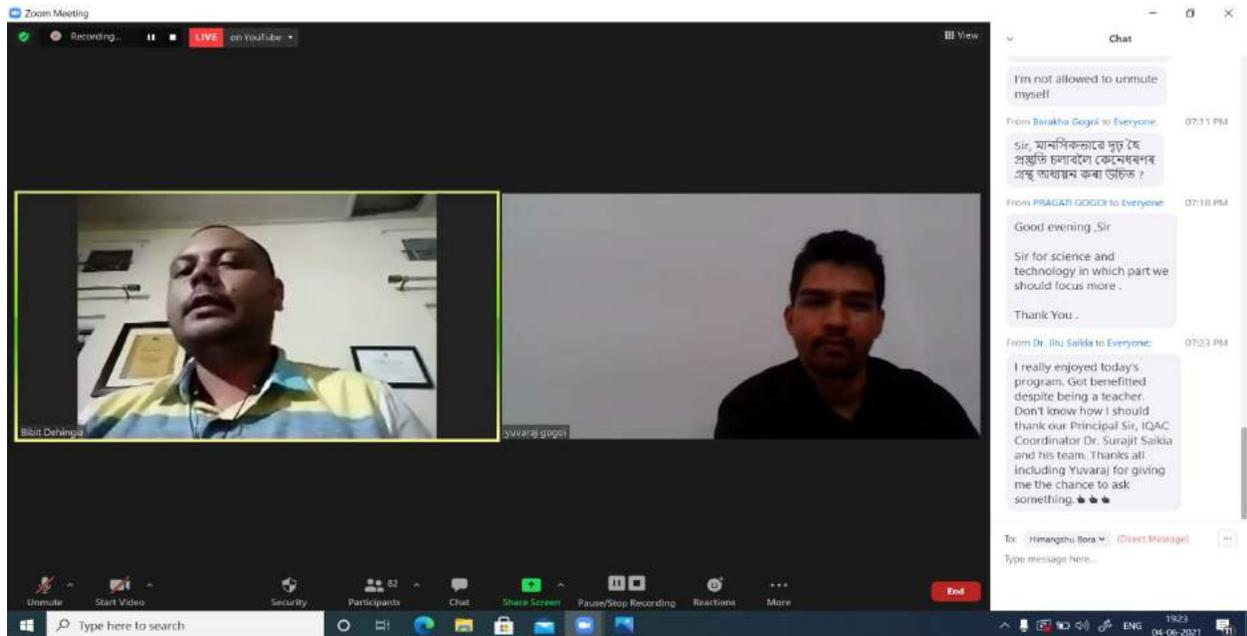 Zoom Meeting
Recording...
LIVE on YouTube
View
Chat
I'm not allowed to unmute
myself
From Barakha Gogoi to Everyone: 07:11 PM
Sir, মানসিকভাৱে দৃঢ় হৈ
প্ৰস্তুতি চলাবলৈ কেনেধৰণৰ
গ্ৰন্থ অধ্যয়ন কৰা উচিত ?
From PRAGATI GOGOI to Everyone: 07:18 PM
Good evening ,Sir
Sir for science and
technology in which part we
should focus more .
Thank You .
From Dr. Jitu Saikia to Everyone: 07:23 PM
I really enjoyed today's
program. Got benefitted
despite being a teacher.
Don't know how I should
thank our Principal Sir, IQAC
Coordinator Dr. Surajit Saikia
and his team. Thanks all
including Yuvaraj for giving
me the chance to ask
something.
Bibit Dehingia
yuvaraj gogoi
To: Himangshu Bora (Direct Message)
Type message here...
Unmute Start Video Security Participants 82 Chat Share Screen Pause/Stop Recording Reactions More End
Type here to search
ENG
1923
04-06-2021